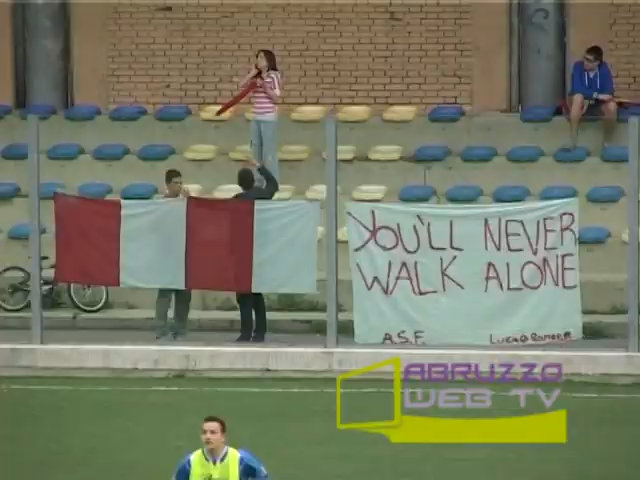 YOU'LL NEVER
WALK ALONE
A.S.F.
ABRUZZO
WEB TV